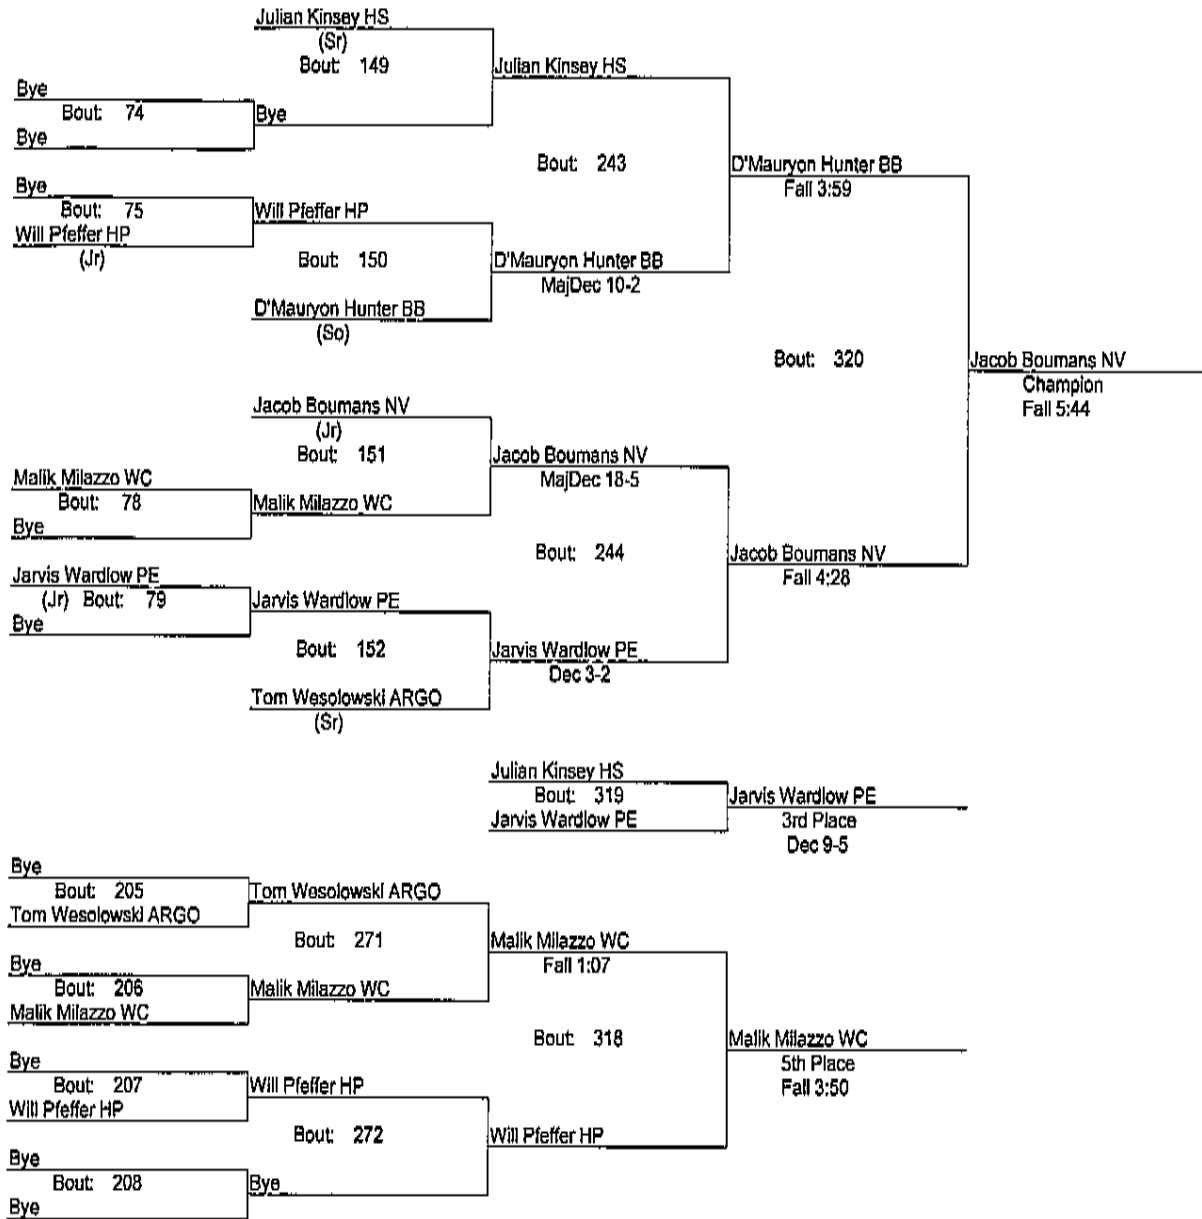 Julian Kinsey HS
(Sr)
Bout: 149
Julian Kinsey HS
Bye
Bout: 74
Bye
Bye
Bout: 243
D'Mauryon Hunter BB
Fall 3:59
Bye
Bout: 75
Will Pfeffer HP
Will Pfeffer HP
(Jr)
Bout: 150
D'Mauryon Hunter BB
MajDec 10-2
D'Mauryon Hunter BB
(So)
Bout: 320
Jacob Boumans NV
Champion
Fall 5:44
Jacob Boumans NV
(Jr)
Bout: 151
Jacob Boumans NV
MajDec 18-5
Malik Milazzo WC
Bout: 78
Malik Milazzo WC
Bye
Bout: 244
Jacob Boumans NV
Fall 4:28
Jarvis Wardlow PE
(Jr) Bout: 79
Jarvis Wardlow PE
Bye
Bout: 152
Jarvis Wardlow PE
Dec 3-2
Tom Wesolowski ARGO
(Sr)
Julian Kinsey HS
Bout: 319
Jarvis Wardlow PE
Jarvis Wardlow PE
3rd Place
Dec 9-5
Bye
Bout: 205
Tom Wesolowski ARGO
Tom Wesolowski ARGO
Bout: 271
Malik Milazzo WC
Fall 1:07
Bye
Bout: 206
Malik Milazzo WC
Malik Milazzo WC
Bout: 318
Malik Milazzo WC
5th Place
Fall 3:50
Bye
Bout: 207
Will Pfeffer HP
Will Pfeffer HP
Bout: 272
Will Pfeffer HP
Bye
Bout: 208
Bye
Bye